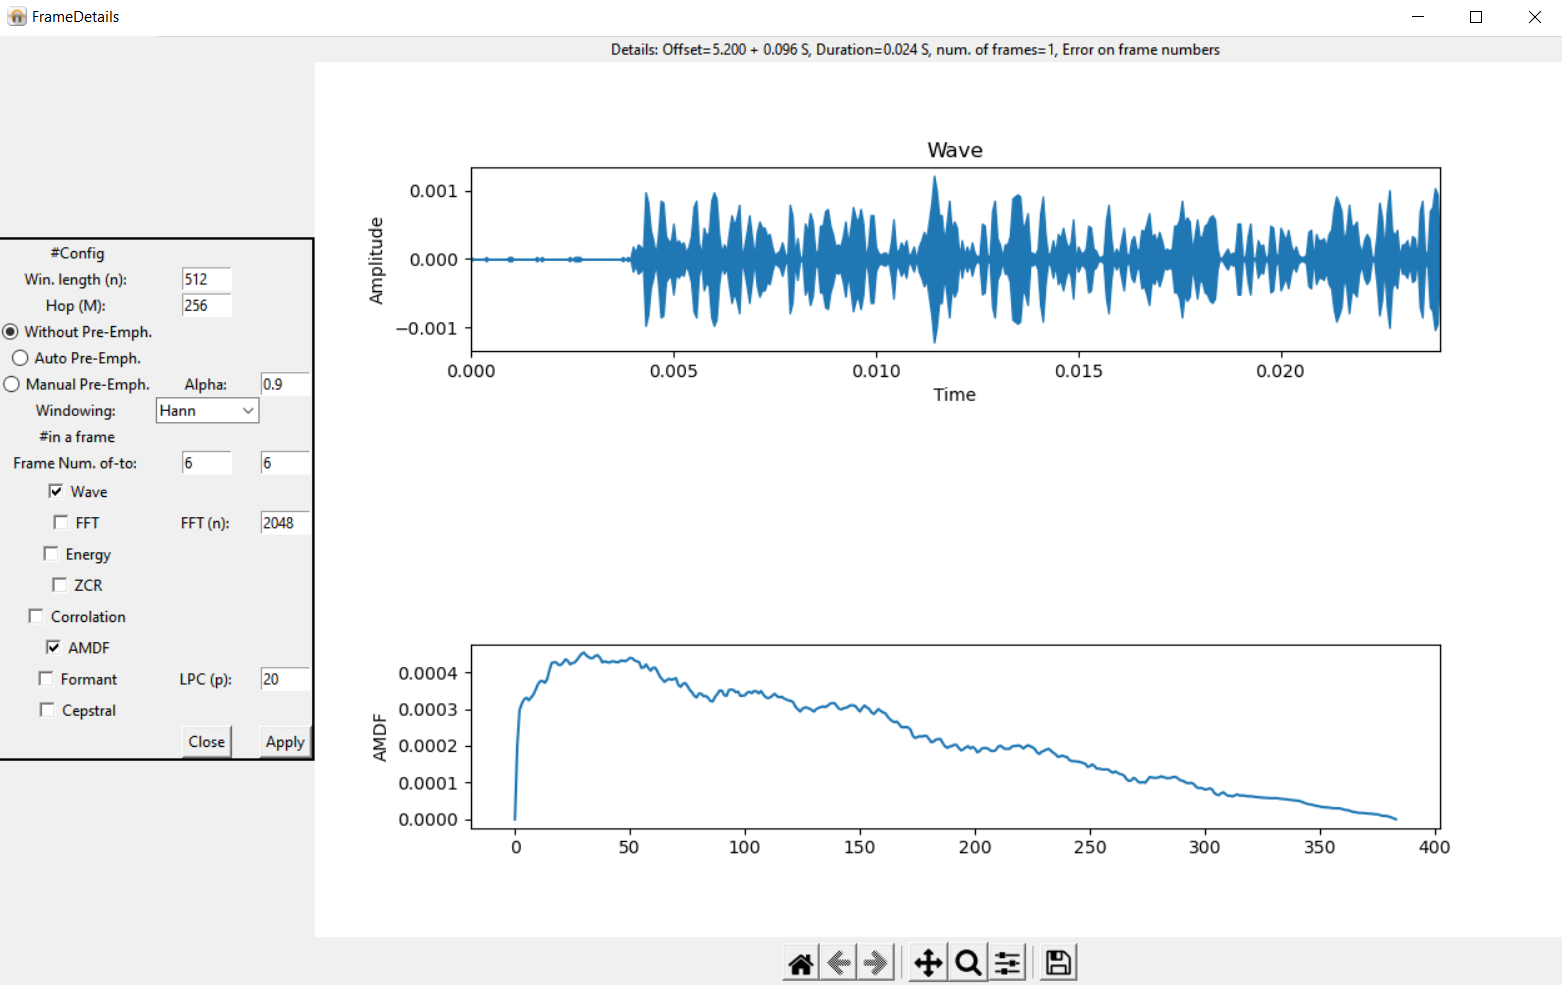 FrameDetails
Details: Offset=5.200 + 0.096 S, Duration=0.024 S, num. of frames=1, Error on frame numbers
#Config
Win. length (n): 512
Hop (M): 256
Without Pre-Emph.
Auto Pre-Emph.
Manual Pre-Emph. Alpha: 0.9
Windowing: Hann
#in a frame
Frame Num. of-to: 6 6
Wave
FFT FFT (n): 2048
Energy
ZCR
Corrolation
AMDF
Formant LPC (p): 20
Cepstral
Close Apply
Wave
Amplitude
0.001
0.000
−0.001
0.000 0.005 0.010 0.015 0.020
Time
AMDF
0.0004
0.0003
0.0002
0.0001
0.0000
0 50 100 150 200 250 300 350 400